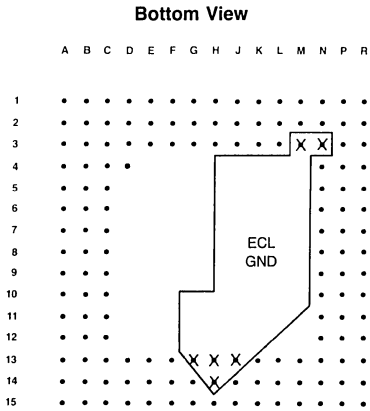 Bottom View
A B C D E F G H J K L M N P R
1
2
3 X X
4
5
6
7
ECL
8
GND
9
10
11
12
13 X X X
14 X
15